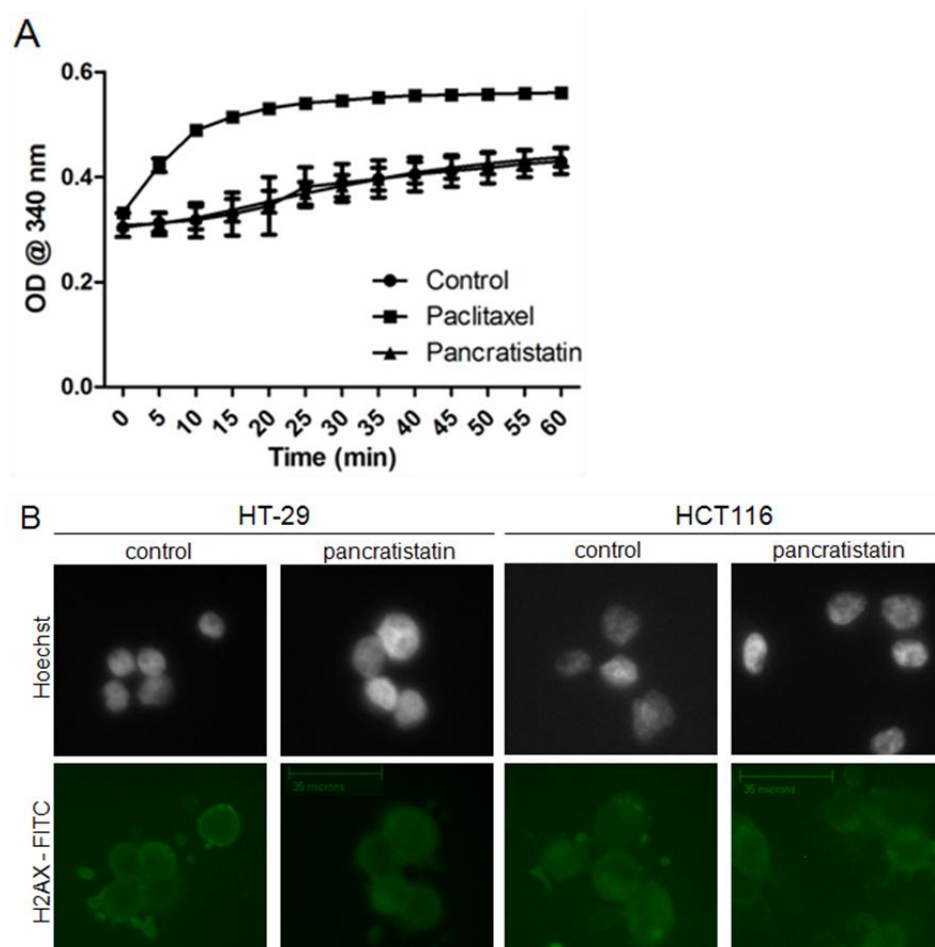 A
0.6
0.4
0.2
0.0
OD @ 340 nm
Control
Paclitaxel
Pancratistatin
0 5 10 15 20 25 30 35 40 45 50 55 60
Time (min)
B
HT-29 HCT116
control pancratistatin control pancratistatin
Hoechst
H2AX - FITC
35 microns 35 microns